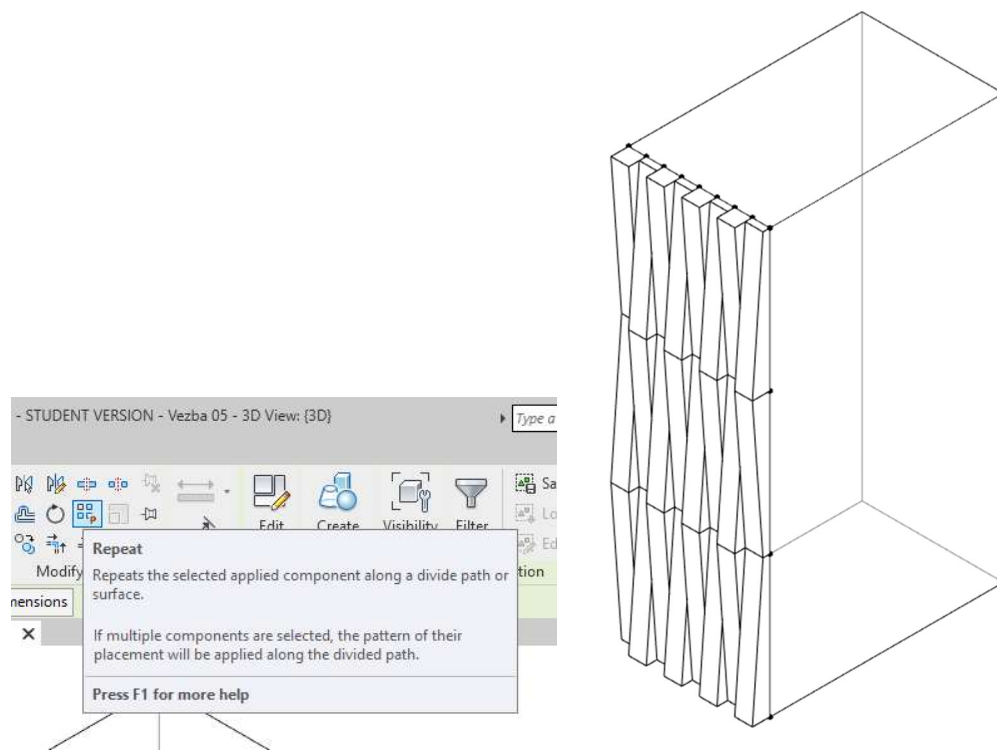 - STUDENT VERSION - Vezba 05 - 3D View: {3D}
Type a
Edit
Create
Visibility
Filter
Sa
Lo
Ed
Modify
tion
mensions
Repeat
Repeats the selected applied component along a divide path or
surface.
If multiple components are selected, the pattern of their
placement will be applied along the divided path.
Press F1 for more help